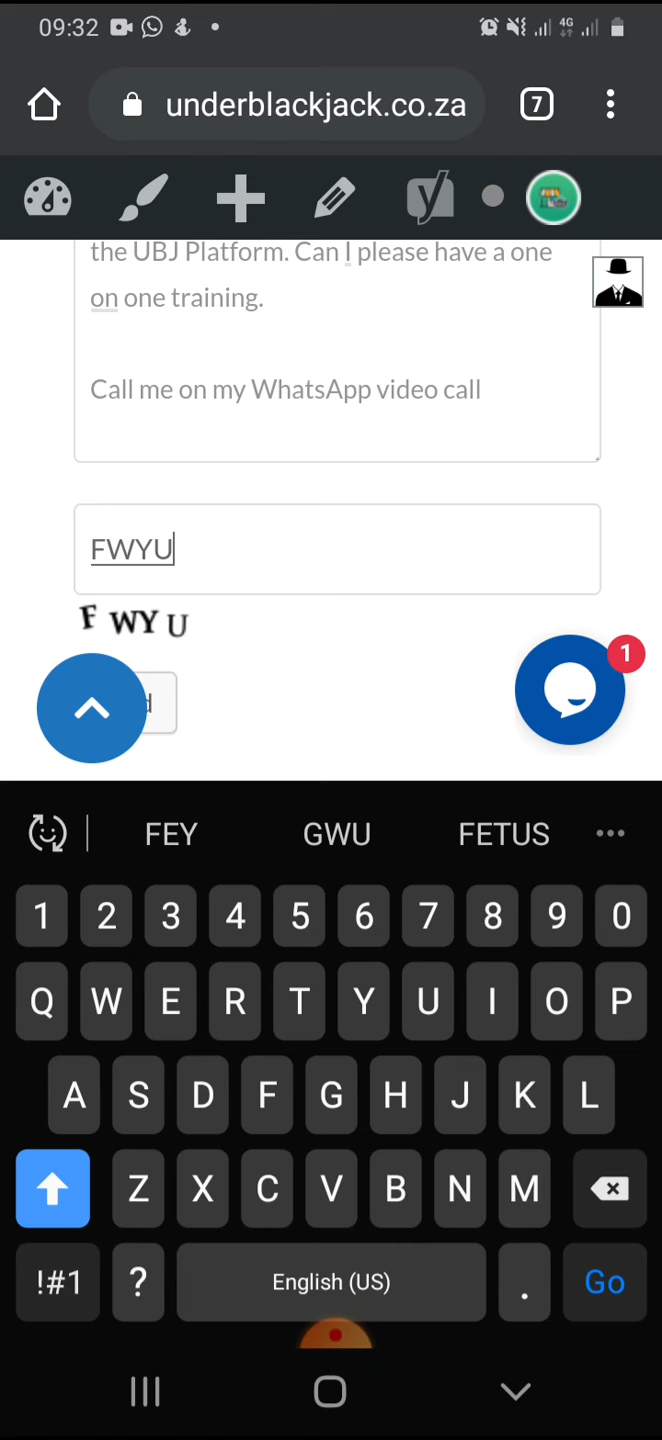 09:32
4G
underblackjack.co.za
7
the UBJ Platform. Can I please have a one
on one training.
Call me on my WhatsApp video call
FWYU
F WYU
d
1
FEY GWU FETUS
1 2 3 4 5 6 7 8 9 0
Q W E R T Y U I O P
A S D F G H J K L
Z X C V B N M
!#1 ? English (US) . Go